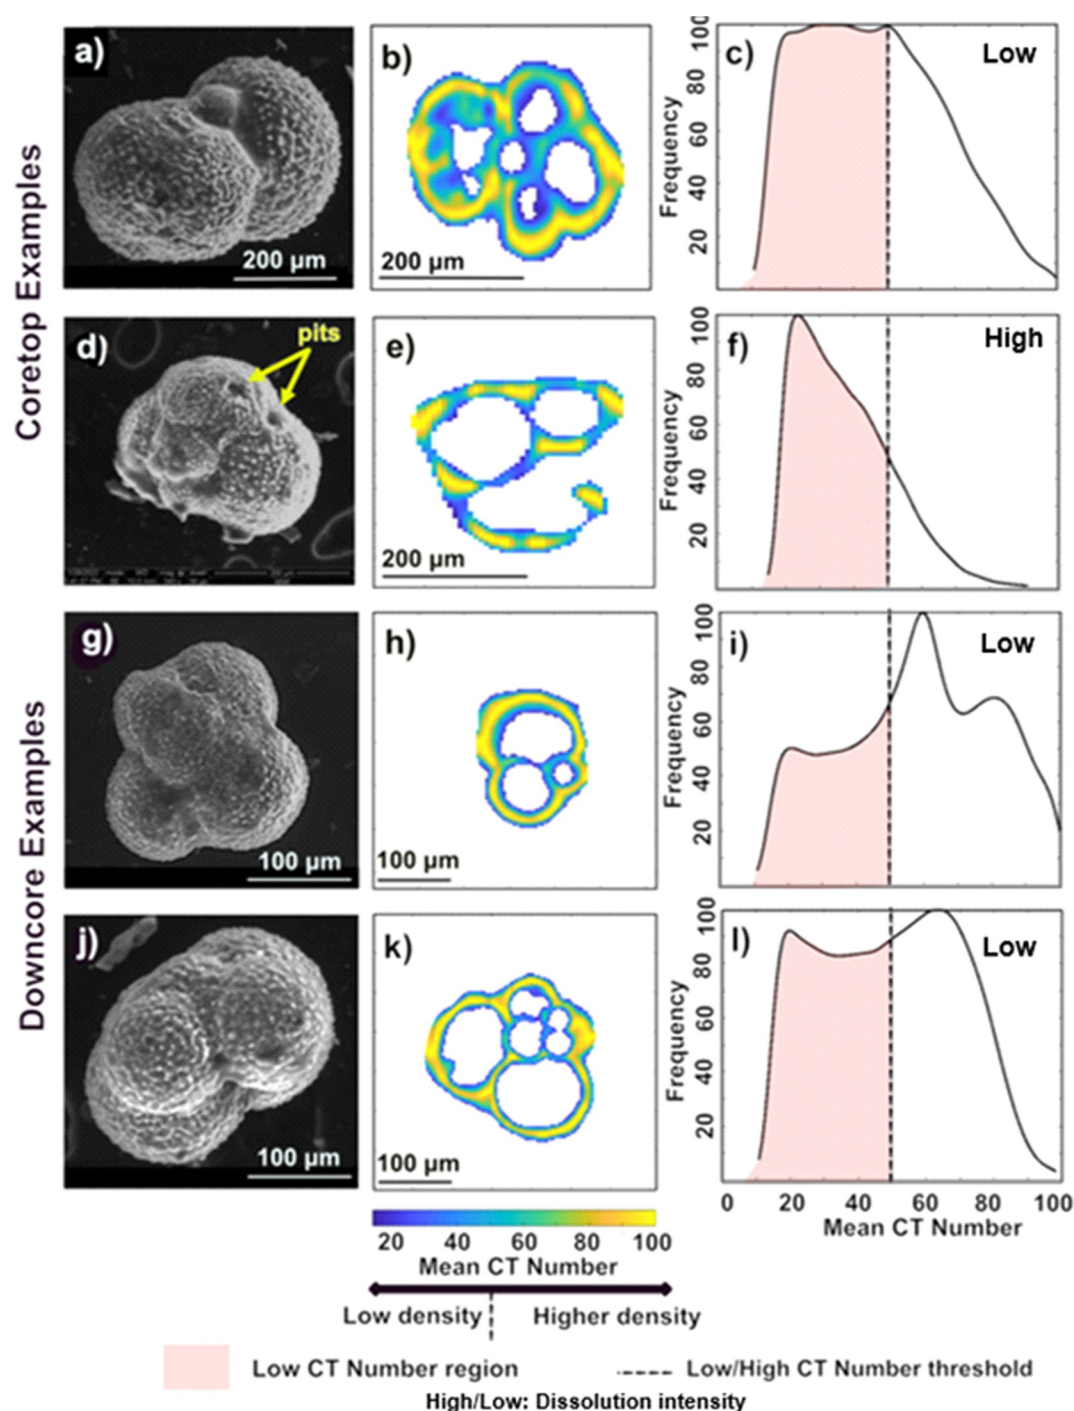 Coretop Examples
a)
200 μm
b)
200 μm
c)
Low
Frequency
100
80
60
40
20
d)
pits
e)
200 μm
f)
High
Frequency
100
80
60
40
20
Downcore Examples
g)
100 μm
h)
100 μm
i)
Low
Frequency
100
80
60
40
20
j)
100 μm
k)
100 μm
l)
Low
Frequency
100
80
60
40
20
0 20 40 60 80 100
Mean CT Number
20 40 60 80 100
Mean CT Number
Low density Higher density
Low CT Number region
Low/High CT Number threshold
High/Low: Dissolution intensity